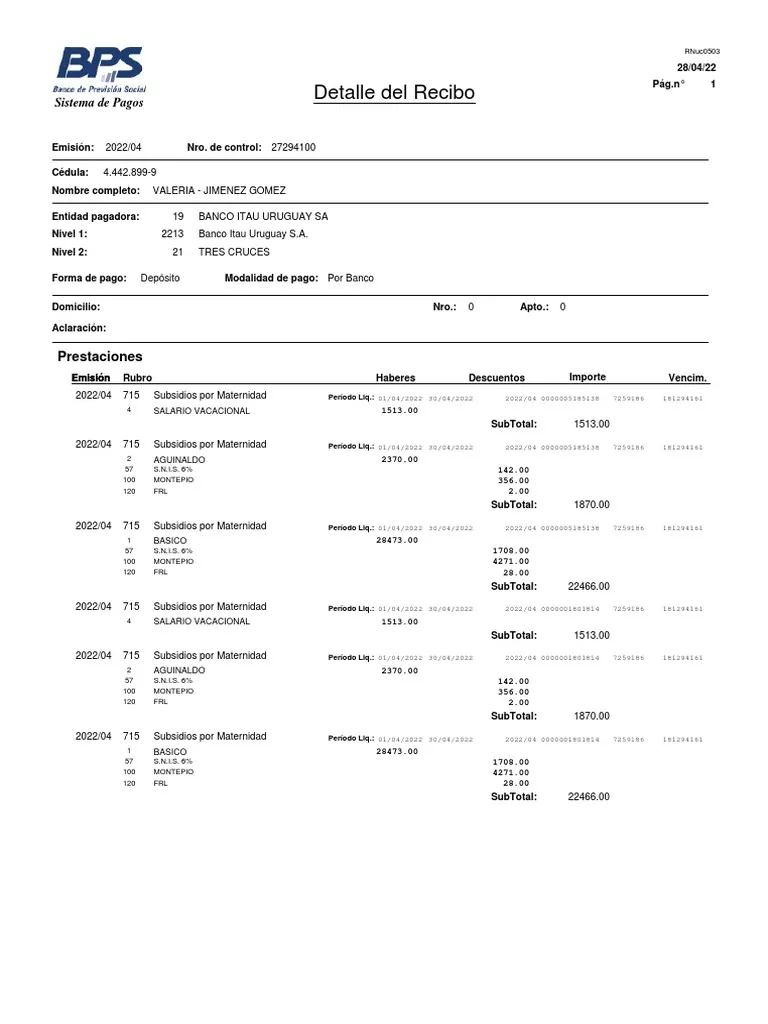 RNuc0503
BPS
28/04/22
Banco de Previsión Social
Pág.n° 1
Sistema de Pagos
Detalle del Recibo
Emisión: 2022/04 Nro. de control: 27294100
Cédula: 4.442.899-9
Nombre completo: VALERIA - JIMENEZ GOMEZ
Entidad pagadora: 19 BANCO ITAU URUGUAY SA
Nivel 1: 2213 Banco Itau Uruguay S.A.
Nivel 2: 21 TRES CRUCES
Forma de pago: Depósito Modalidad de pago: Por Banco
Domicilio: Nro.: 0 Apto.: 0
Aclaración:
Prestaciones
Emisión Rubro Haberes Descuentos Importe Vencim.
2022/04 715 Subsidios por Maternidad Período Liq.: 01/04/2022 30/04/2022 2022/04 0000005185138 7259186 181294161
4 SALARIO VACACIONAL 1513.00
SubTotal: 1513.00
2022/04 715 Subsidios por Maternidad Período Liq.: 01/04/2022 30/04/2022 2022/04 0000005185138 7259186 181294161
2 AGUINALDO 2370.00
57 S.N.I.S. 6% 142.00
100 MONTEPIO 356.00
120 FRL 2.00
SubTotal: 1870.00
2022/04 715 Subsidios por Maternidad Período Liq.: 01/04/2022 30/04/2022 2022/04 0000005185138 7259186 181294161
1 BASICO 28473.00
57 S.N.I.S. 6% 1708.00
100 MONTEPIO 4271.00
120 FRL 28.00
SubTotal: 22466.00
2022/04 715 Subsidios por Maternidad Período Liq.: 01/04/2022 30/04/2022 2022/04 0000001801814 7259186 181294161
4 SALARIO VACACIONAL 1513.00
SubTotal: 1513.00
2022/04 715 Subsidios por Maternidad Período Liq.: 01/04/2022 30/04/2022 2022/04 0000001801814 7259186 181294161
2 AGUINALDO 2370.00
57 S.N.I.S. 6% 142.00
100 MONTEPIO 356.00
120 FRL 2.00
SubTotal: 1870.00
2022/04 715 Subsidios por Maternidad Período Liq.: 01/04/2022 30/04/2022 2022/04 0000001801814 7259186 181294161
1 BASICO 28473.00
57 S.N.I.S. 6% 1708.00
100 MONTEPIO 4271.00
120 FRL 28.00
SubTotal: 22466.00